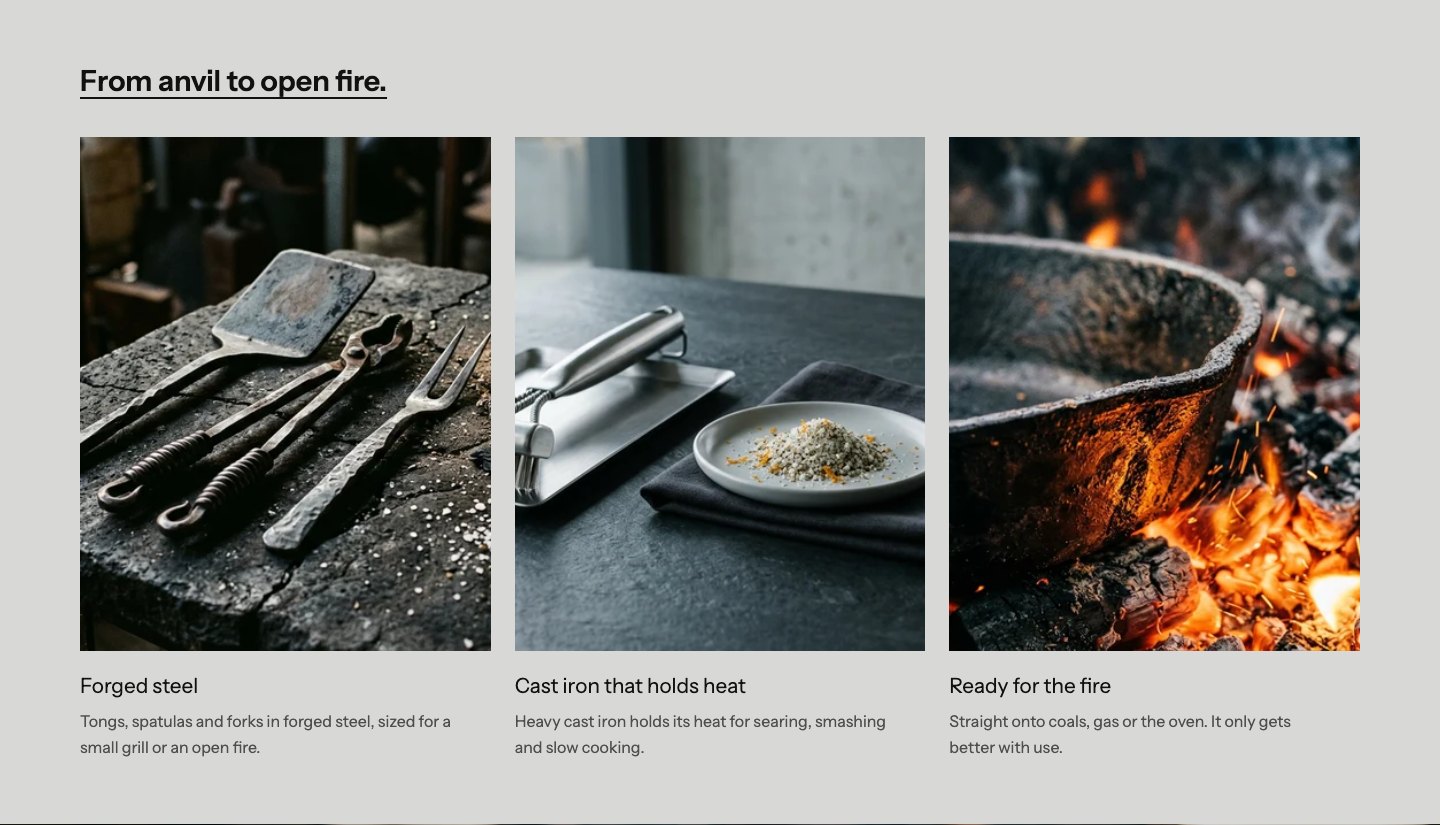 From anvil to open fire.
Forged steel
Tongs, spatulas and forks in forged steel, sized for a
small grill or an open fire.
Cast iron that holds heat
Heavy cast iron holds its heat for searing, smashing
and slow cooking.
Ready for the fire
Straight onto coals, gas or the oven. It only gets
better with use.